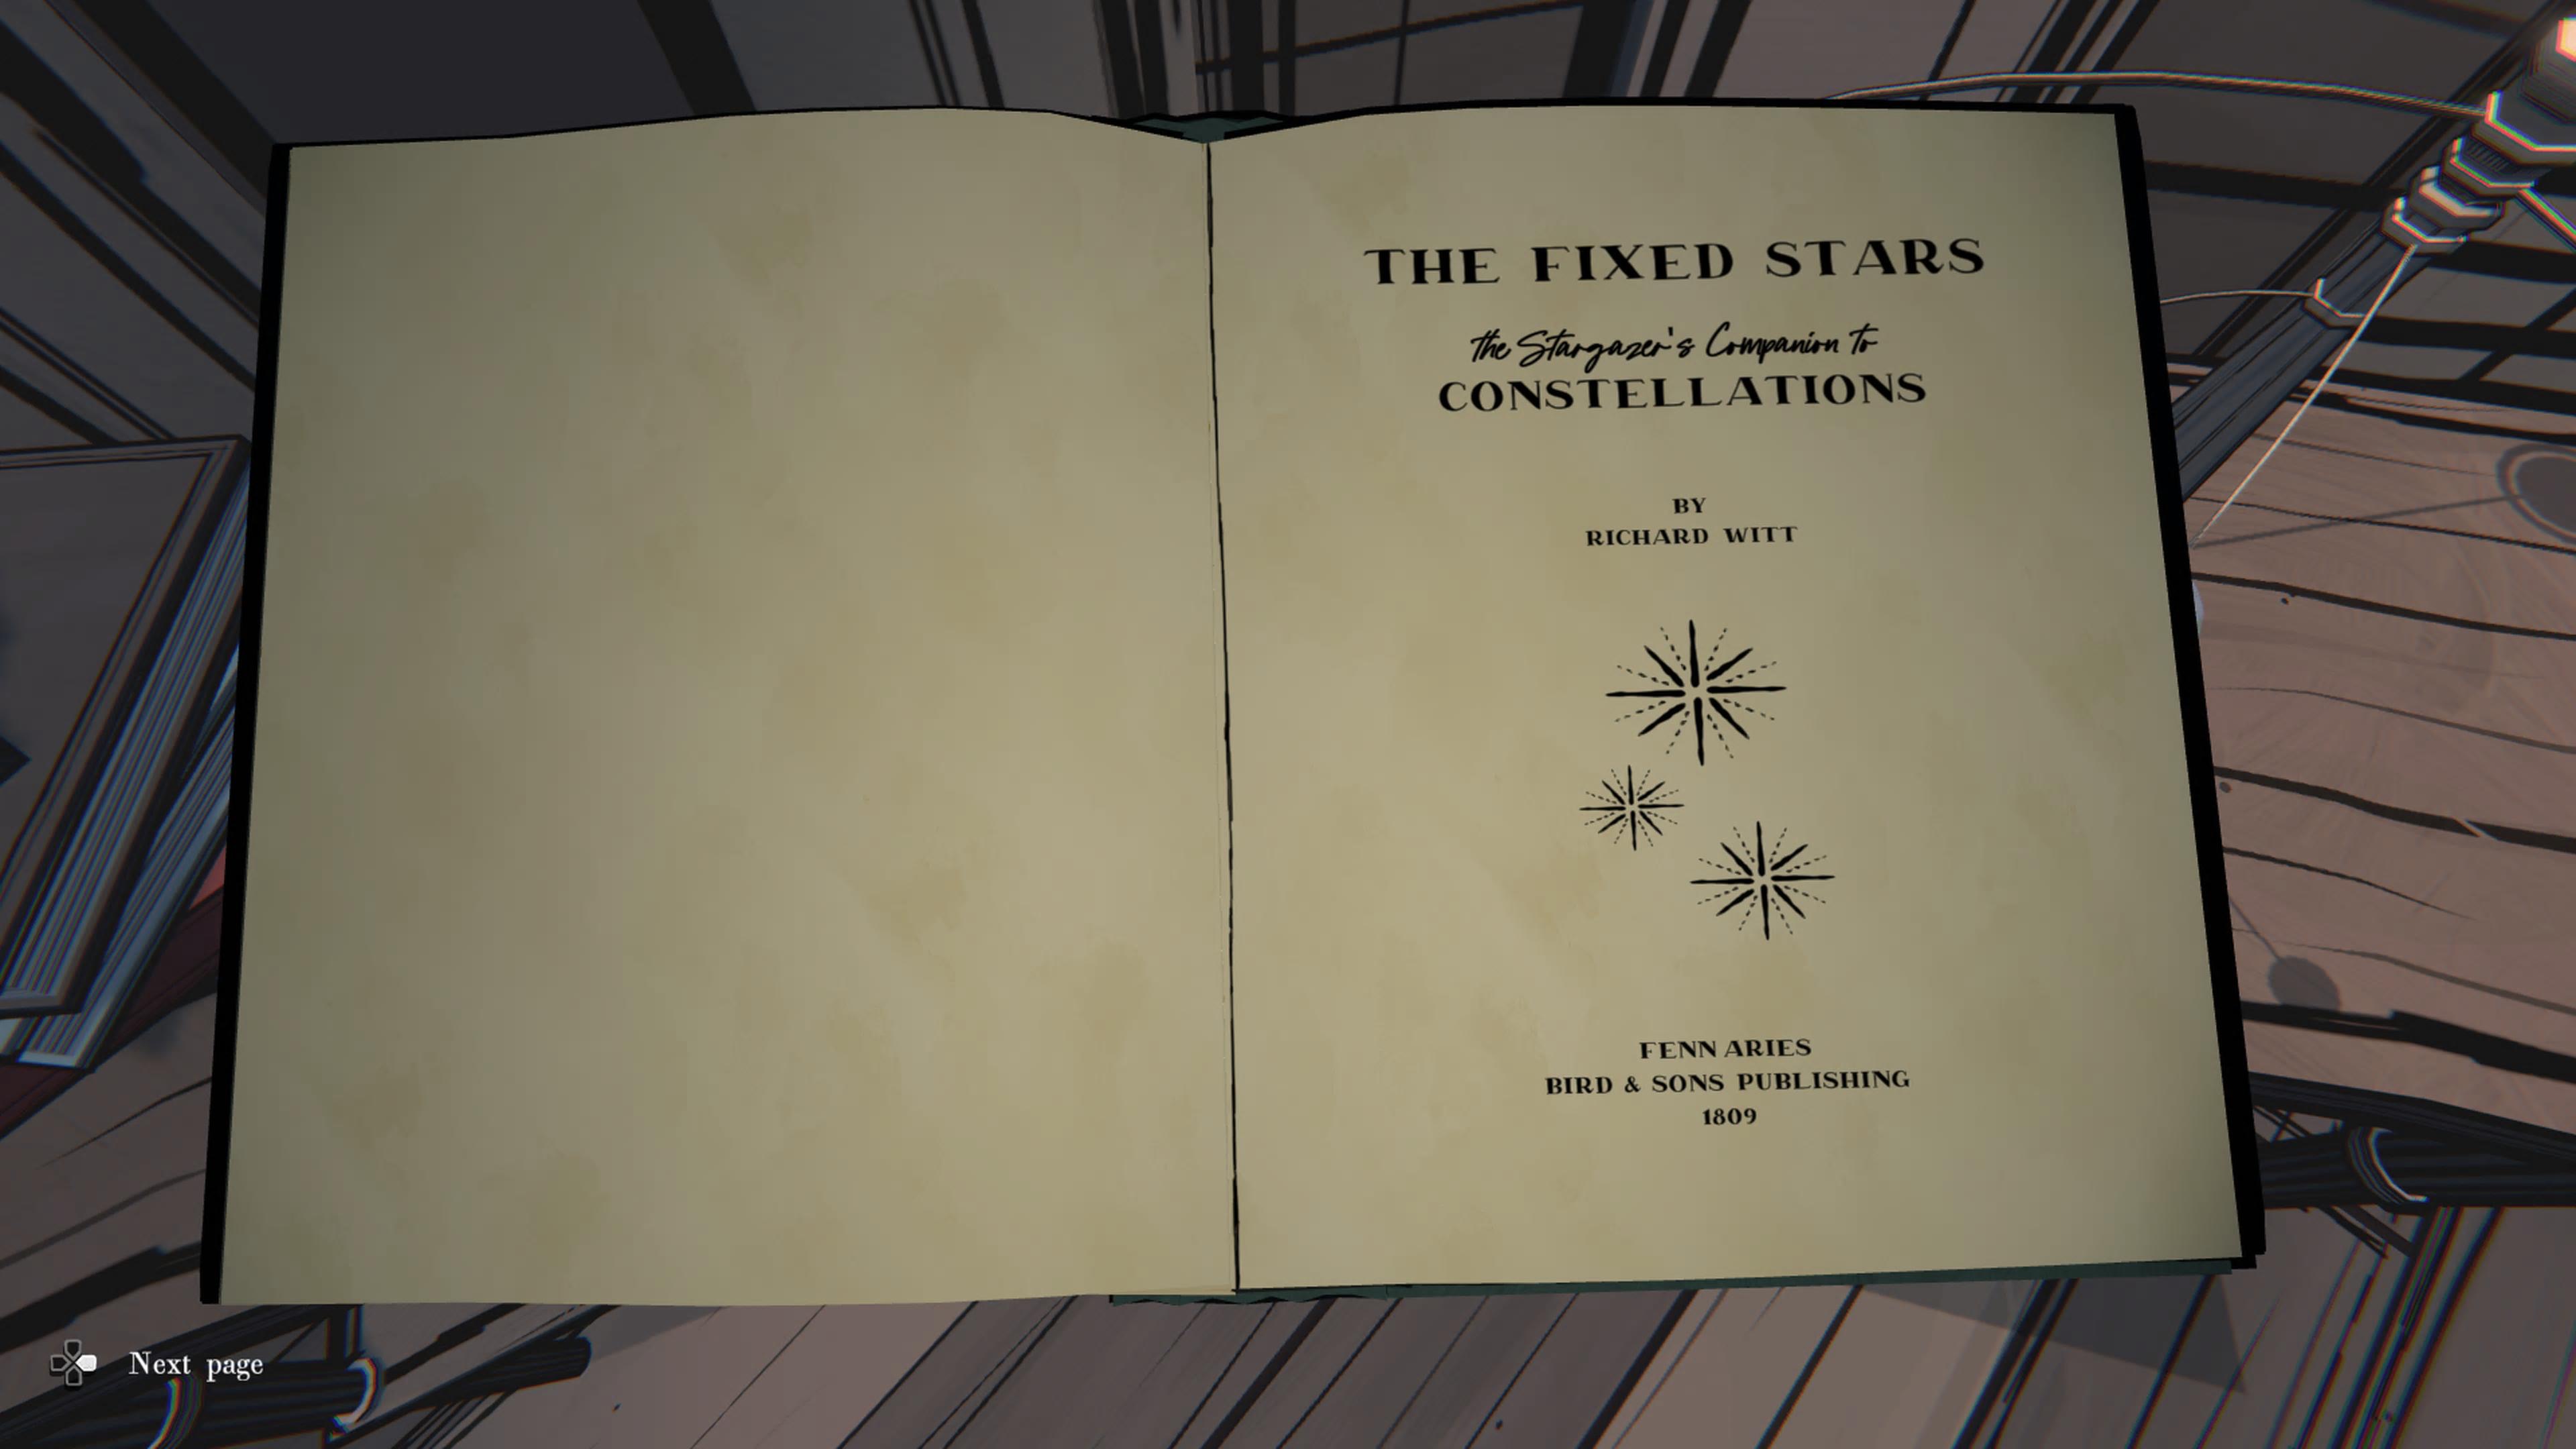 THE FIXED STARS
the Stargazer's Companion to
CONSTELLATIONS
BY
RICHARD WITT
FENN ARIES
BIRD & SONS PUBLISHING
1809
Next page